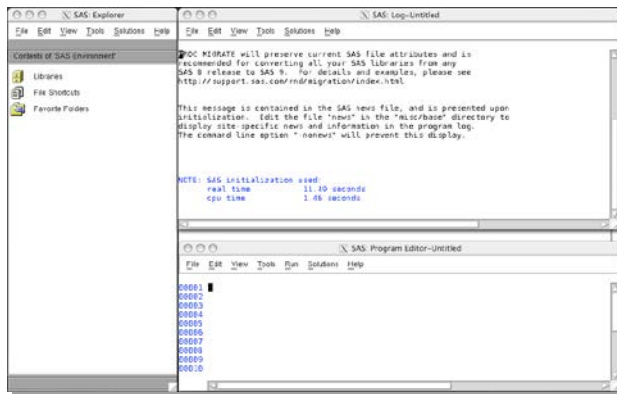 SAS: Explorer
File Edit View Tools Solutions Help
Contents of 'SAS Environment'
Libraries
File Shortcuts
Favorite Folders
SAS: Log-Untitled
File Edit View Tools Solutions Help
PROC MIGRATE will preserve current SAS file attributes and is
recommended for converting all your SAS libraries from any
SAS 8 release to SAS 9. For details and examples, please see
http://support.sas.com/rnd/migration/index.html
This message is contained in the SAS news file, and is presented upon
initialization. Edit the file "news" in the "misc/base" directory to
display site-specific news and information in the program log.
The command line option "-nonews" will prevent this display.
NOTE: SAS initialization used:
real time 11.49 seconds
cpu time 1.46 seconds
SAS: Program Editor-Untitled
File Edit View Tools Run Solutions Help
00001
00002
00003
00004
00005
00006
00007
00008
00009
00010